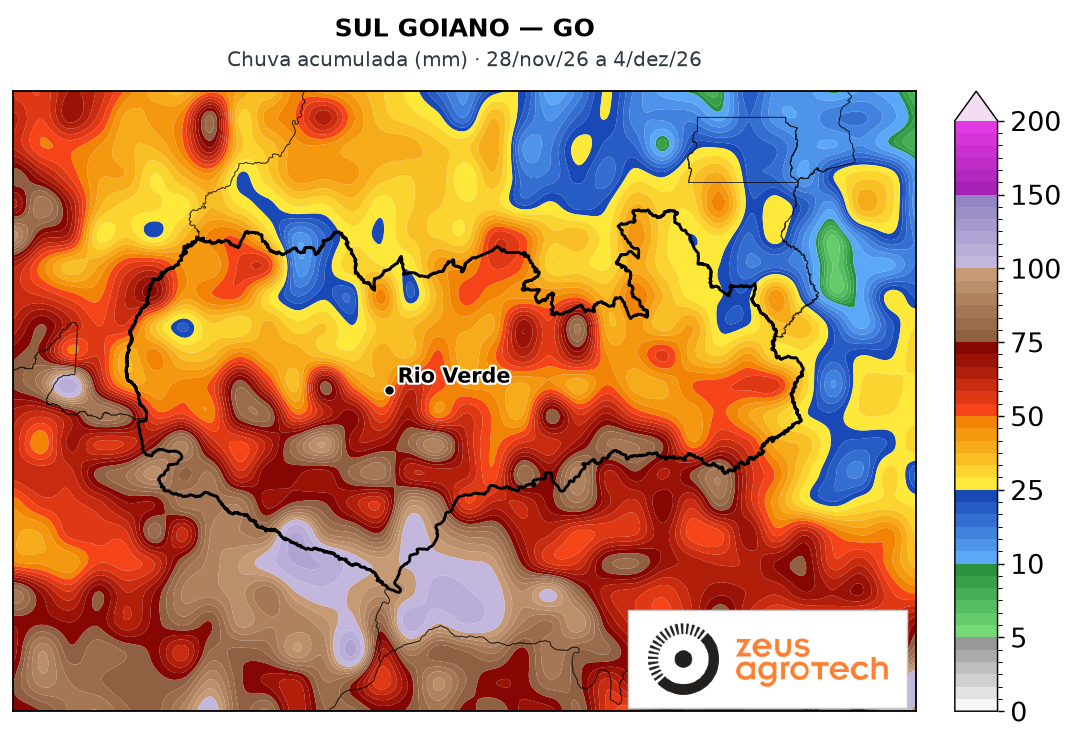 SUL GOIANO — GO
Chuva acumulada (mm) · 28/nov/26 a 4/dez/26
200
150
100
75
50
25
10
5
0
Rio Verde
zeus
agrotech